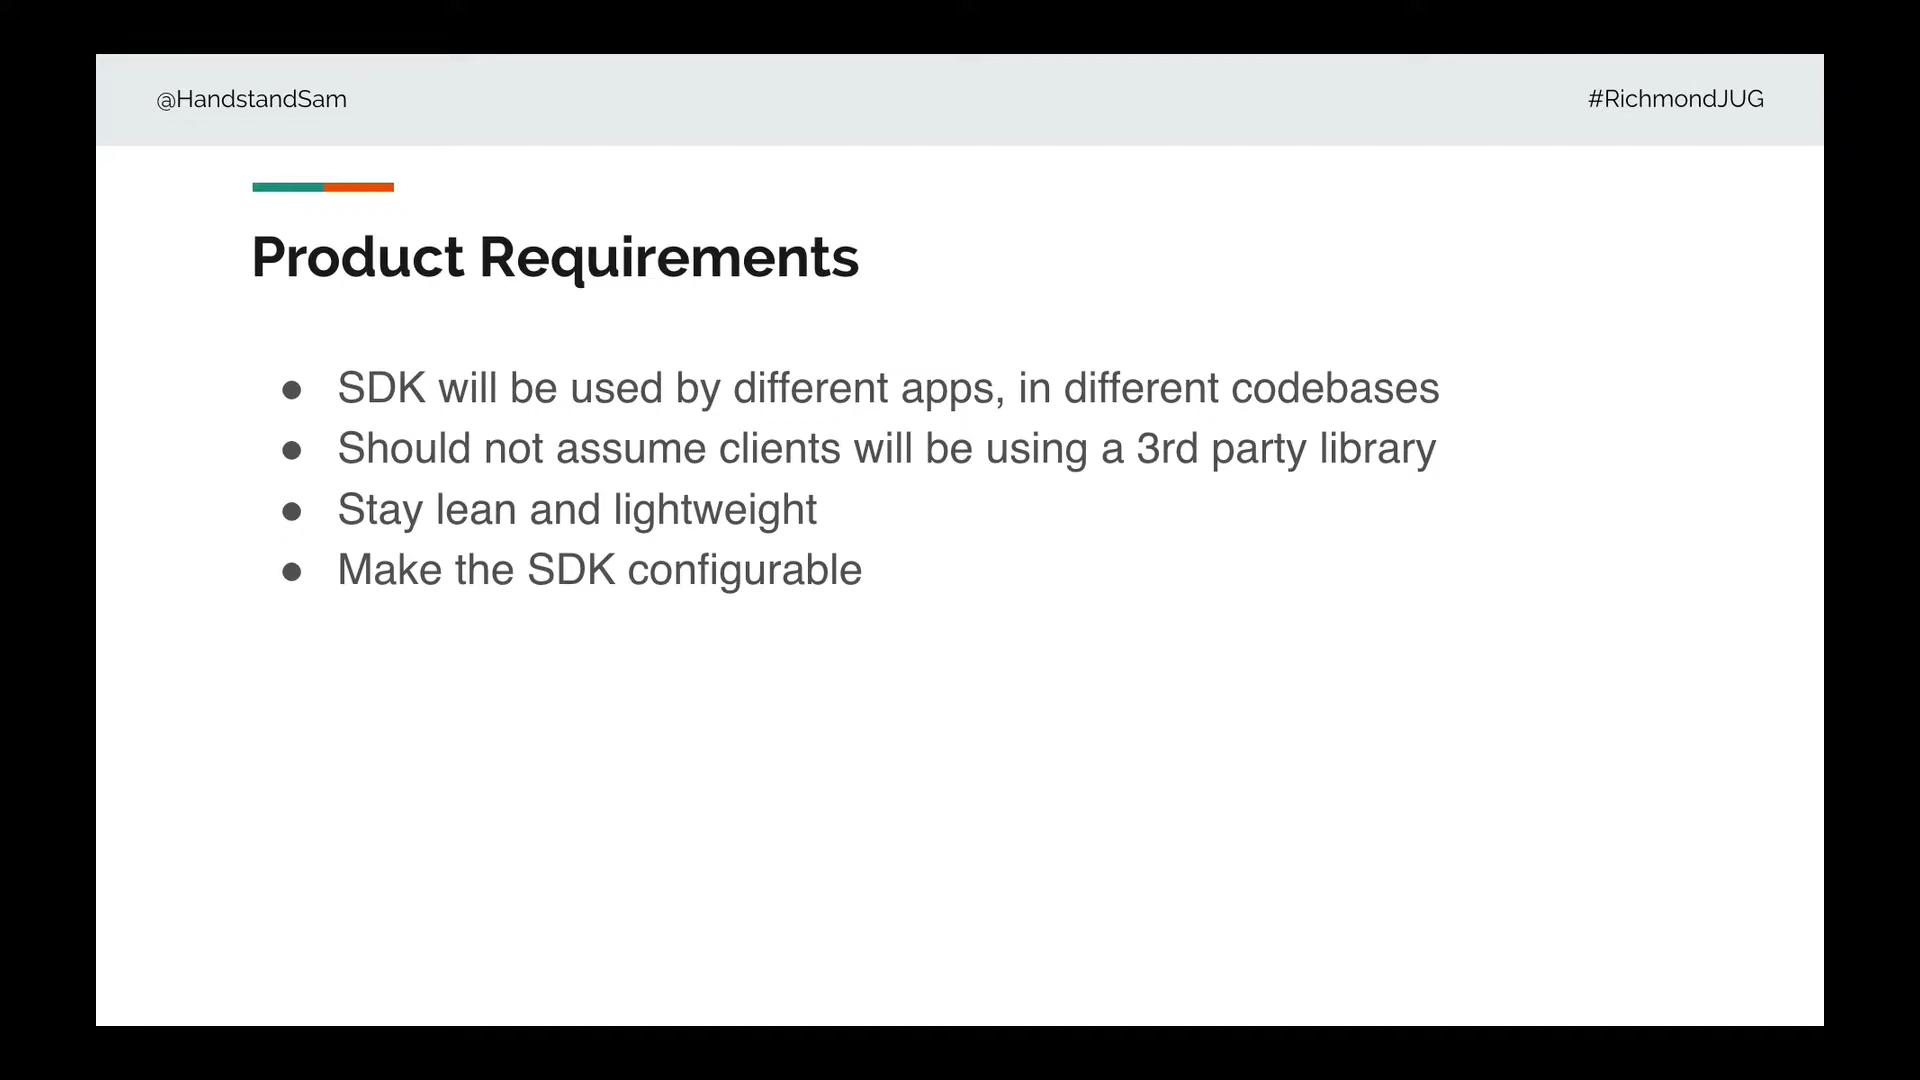 @HandstandSam
#RichmondJUG
Product Requirements
● SDK will be used by different apps, in different codebases
● Should not assume clients will be using a 3rd party library
● Stay lean and lightweight
● Make the SDK configurable